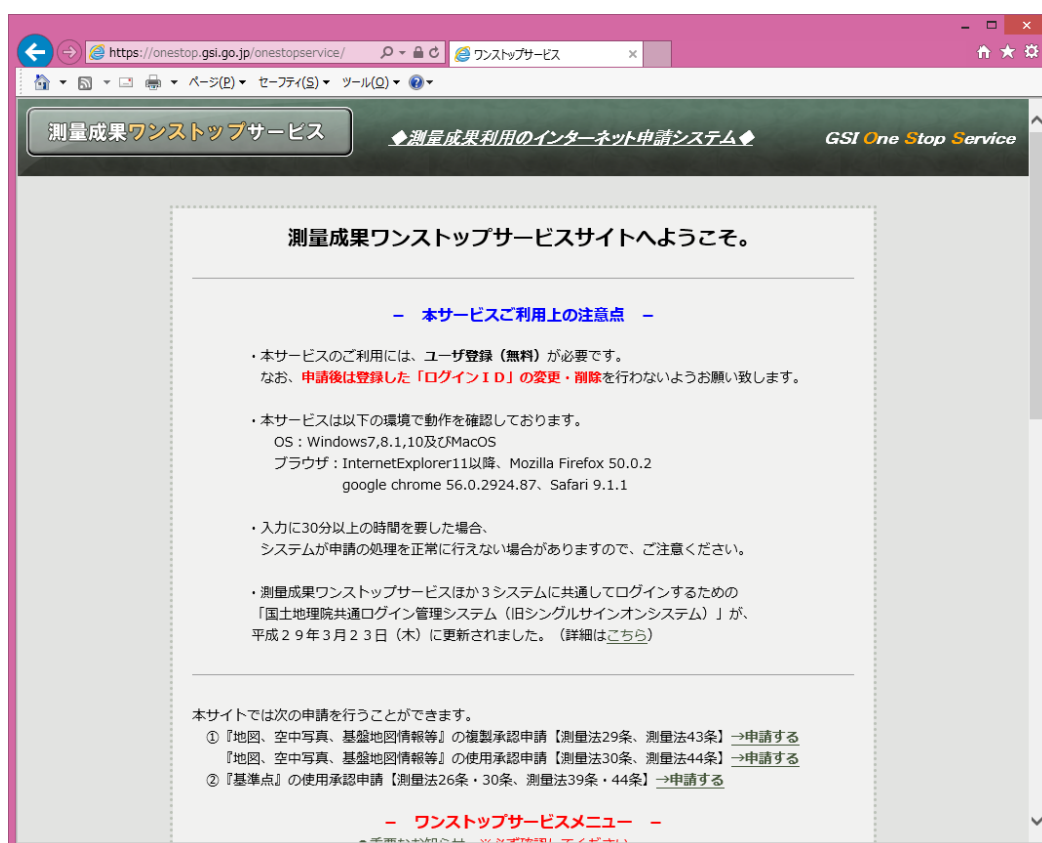 https://onestop.gsi.go.jp/onestopservice/
ワンストップサービス
ページ(P) セーフティ(S) ツール(O)
測量成果ワンストップサービス
◆測量成果利用のインターネット申請システム◆
GSI One Stop Service
測量成果ワンストップサービスサイトへようこそ。
－ 本サービスご利用上の注意点 －
・本サービスのご利用には、ユーザ登録（無料）が必要です。
なお、申請後は登録した「ログインＩＤ」の変更・削除を行わないようお願い致します。
・本サービスは以下の環境で動作を確認しております。
OS：Windows7,8.1,10及びMacOS
ブラウザ：InternetExplorer11以降、Mozilla Firefox 50.0.2
google chrome 56.0.2924.87、Safari 9.1.1
・入力に30分以上の時間を要した場合、
システムが申請の処理を正常に行えない場合がありますので、ご注意ください。
・測量成果ワンストップサービスほか３システムに共通してログインするための
「国土地理院共通ログイン管理システム（旧シングルサインオンシステム）」が、
平成２９年３月２３日（木）に更新されました。（詳細はこちら）
本サイトでは次の申請を行うことができます。
①『地図、空中写真、基盤地図情報等』の複製承認申請【測量法29条、測量法43条】→申請する
『地図、空中写真、基盤地図情報等』の使用承認申請【測量法30条、測量法44条】→申請する
②『基準点』の使用承認申請【測量法26条・30条、測量法39条・44条】→申請する
－ ワンストップサービスメニュー －
●重要なお知らせ ※必ず確認してください